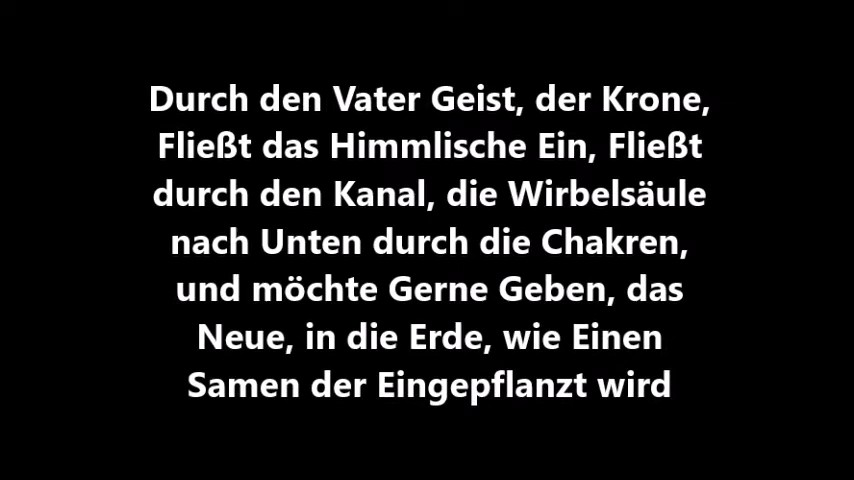 Durch den Vater Geist, der Krone,
Fließt das Himmlische Ein, Fließt
durch den Kanal, die Wirbelsäule
nach Unten durch die Chakren,
und möchte Gerne Geben, das
Neue, in die Erde, wie Einen
Samen der Eingepflanzt wird